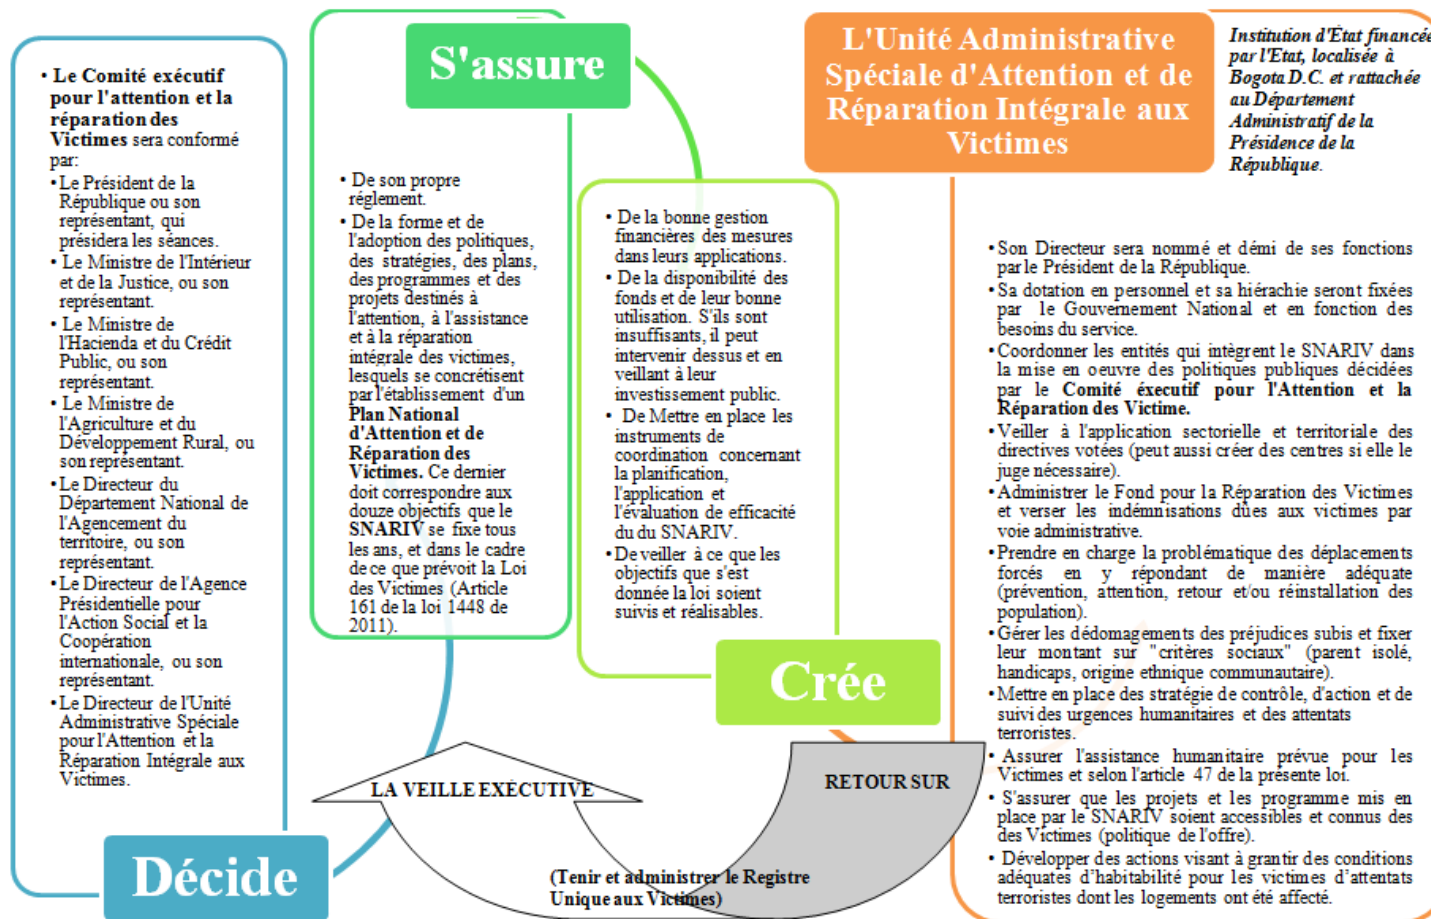 • Le Comité exécutif
pour l'attention et la
réparation des
Victimes sera conformé
par:
• Le Président de la
République ou son
représentant, qui
présidera les séances.
• Le Ministre de l'Intérieur
et de la Justice, ou son
représentant.
• Le Ministre de
l'Hacienda et du Crédit
Public, ou son
représentant.
• Le Ministre de
l'Agriculture et du
Développement Rural, ou
son représentant.
• Le Directeur du
Département National de
l'Agencement du
territoire, ou son
représentant.
• Le Directeur de l'Agence
Présidentielle pour
l'Action Social et la
Coopération
internationale, ou son
représentant.
• Le Directeur de l'Unité
Administrative Spéciale
pour l'Attention et la
Réparation Intégrale aux
Victimes.
Décide
S'assure
• De son propre
réglement.
• De la forme et de
l'adoption des politiques,
des stratégies, des plans,
des programmes et des
projets destinés à
l'attention, à l'assistance
et à la réparation
intégrale des victimes,
lesquels se concrétisent
par l'établissement d'un
Plan National
d'Attention et de
Réparation des
Victimes. Ce dernier
doit correspondre aux
douze objectifs que le
SNARIV se fixe tous
les ans, et dans le cadre
de ce que prévoit la Loi
des Victimes (Article
161 de la loi 1448 de
2011).
• De la bonne gestion
financières des mesures
dans leurs applications.
• De la disponibilité des
fonds et de leur bonne
utilisation. S'ils sont
insuffisants, il peut
intervenir dessus et en
veillant à leur
investissement public.
• De Mettre en place les
instruments de
coordination concernant
la planification,
l'application et
l'évaluation de efficacité
du du SNARIV.
• De veiller à ce que les
objectifs que s'est
donnée la loi soient
suivis et réalisables.
Crée
L'Unité Administrative
Spéciale d'Attention et de
Réparation Intégrale aux
Victimes
Institution d'État financée
par l'Etat, localisée à
Bogota D.C. et rattachée
au Département
Administratif de la
Présidence de la
République.
• Son Directeur sera nommé et démi de ses fonctions
par le Président de la République.
• Sa dotation en personnel et sa hiérachie seront fixées
par le Gouvernement National et en fonction des
besoins du service.
• Coordonner les entités qui intègrent le SNARIV dans
la mise en oeuvre des politiques publiques décidées
par le Comité éxecutif pour l'Attention et la
Réparation des Victime.
• Veiller à l'application sectorielle et territoriale des
directives votées (peut aussi créer des centres si elle le
juge nécessaire).
• Administrer le Fond pour la Réparation des Victimes
et verser les indémnisations dûes aux victimes par
voie administrative.
• Prendre en charge la problématique des déplacements
forcés en y répondant de manière adéquate
(prévention, attention, retour et/ou réinstallation des
population).
• Gérer les dédomagements des préjudices subis et fixer
leur montant sur "critères sociaux" (parent isolé,
handicaps, origine ethnique communautaire).
• Mettre en place des stratégie de contrôle, d'action et de
suivi des urgences humanitaires et des attentats
terroristes.
• Assurer l'assistance humanitaire prévue pour les
Victimes et selon l'article 47 de la présente loi.
• S'assurer que les projets et les programme mis en
place par le SNARIV soient accessibles et connus des
des Victimes (politique de l'offre).
• Développer des actions visant à grantir des conditions
adéquates d'habitabilité pour les victimes d'attentats
terroristes dont les logements ont été affecté.
LA VEILLE EXÉCUTIVE
RETOUR SUR
(Tenir et administrer le Registre
Unique aux Victimes)